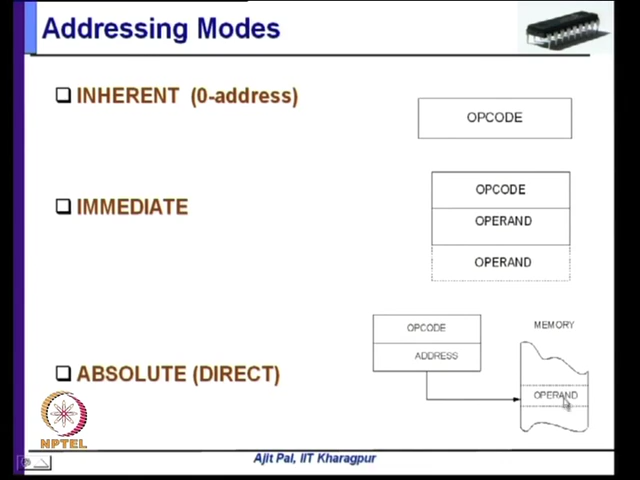 Addressing Modes
INHERENT (0-address)
OPCODE
IMMEDIATE
OPCODE
OPERAND
OPERAND
ABSOLUTE (DIRECT)
OPCODE
ADDRESS
MEMORY
OPERAND
NPTEL
Ajit Pal, IIT Kharagpur